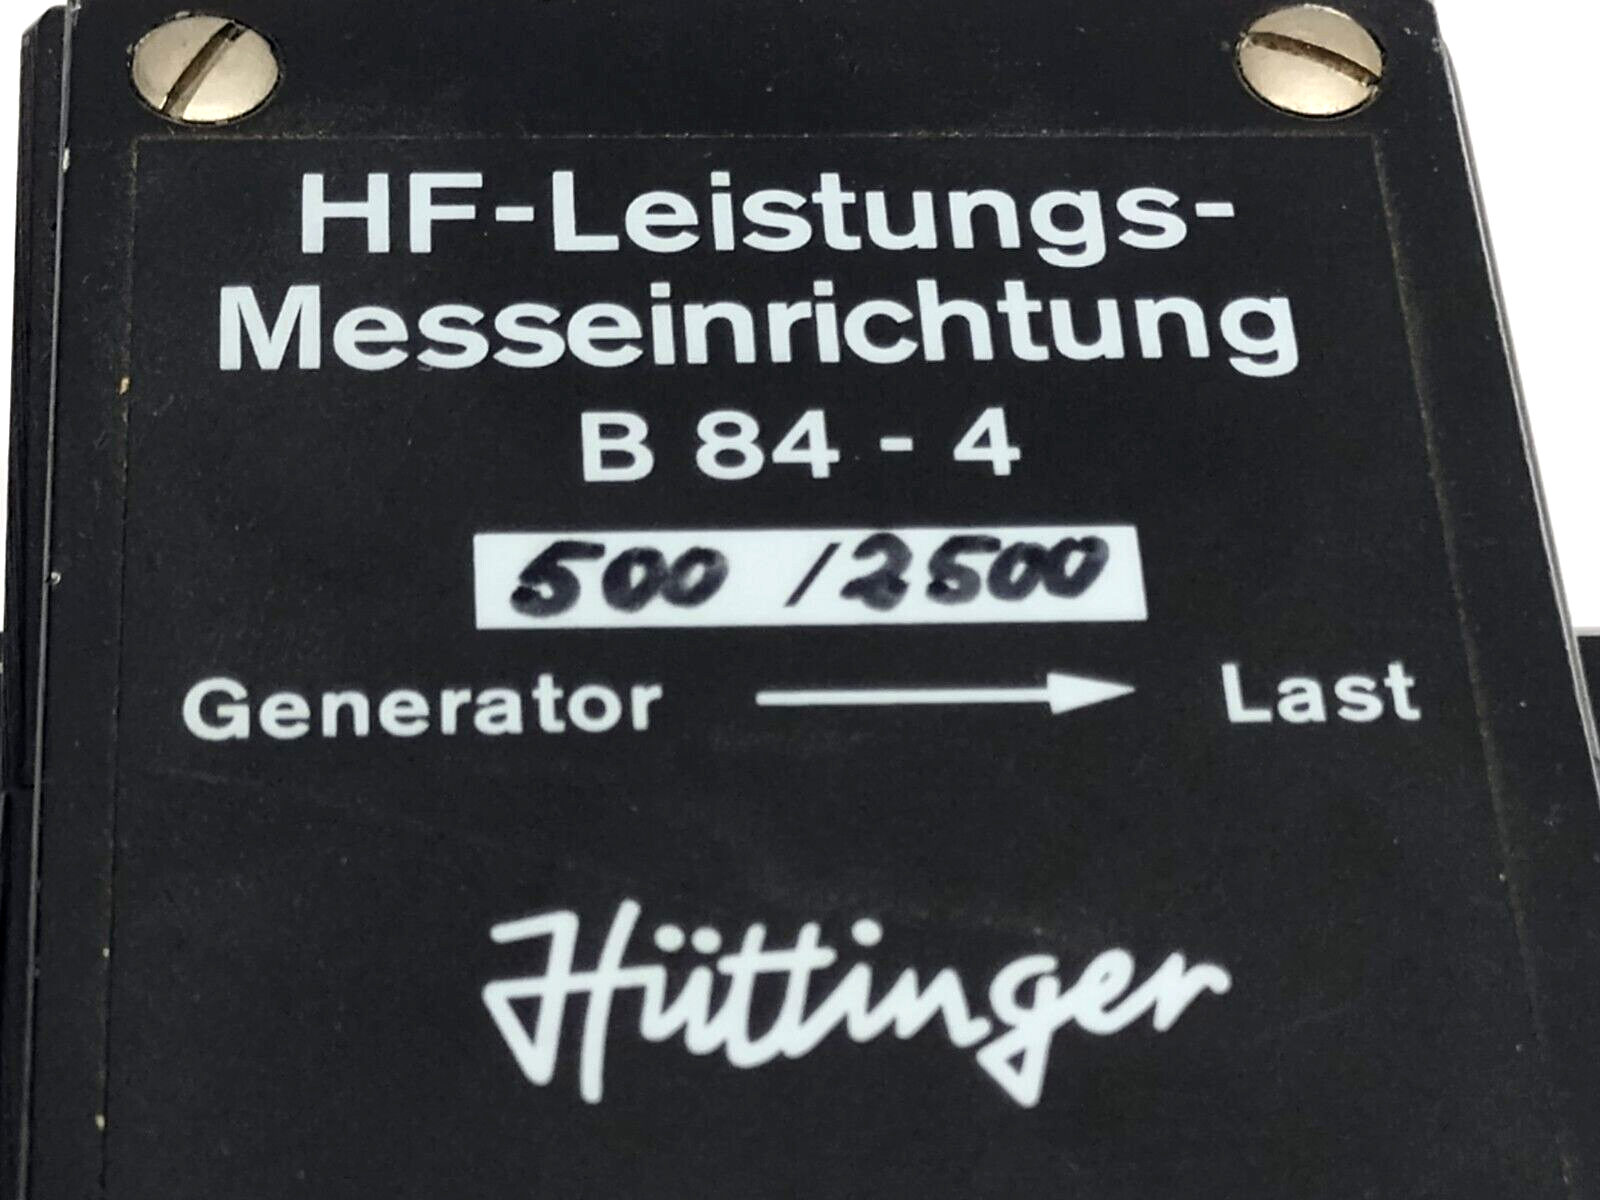 HF-Leistungs-
Messeinrichtung
B 84 - 4
500 / 2500
Generator → Last
Hüttinger